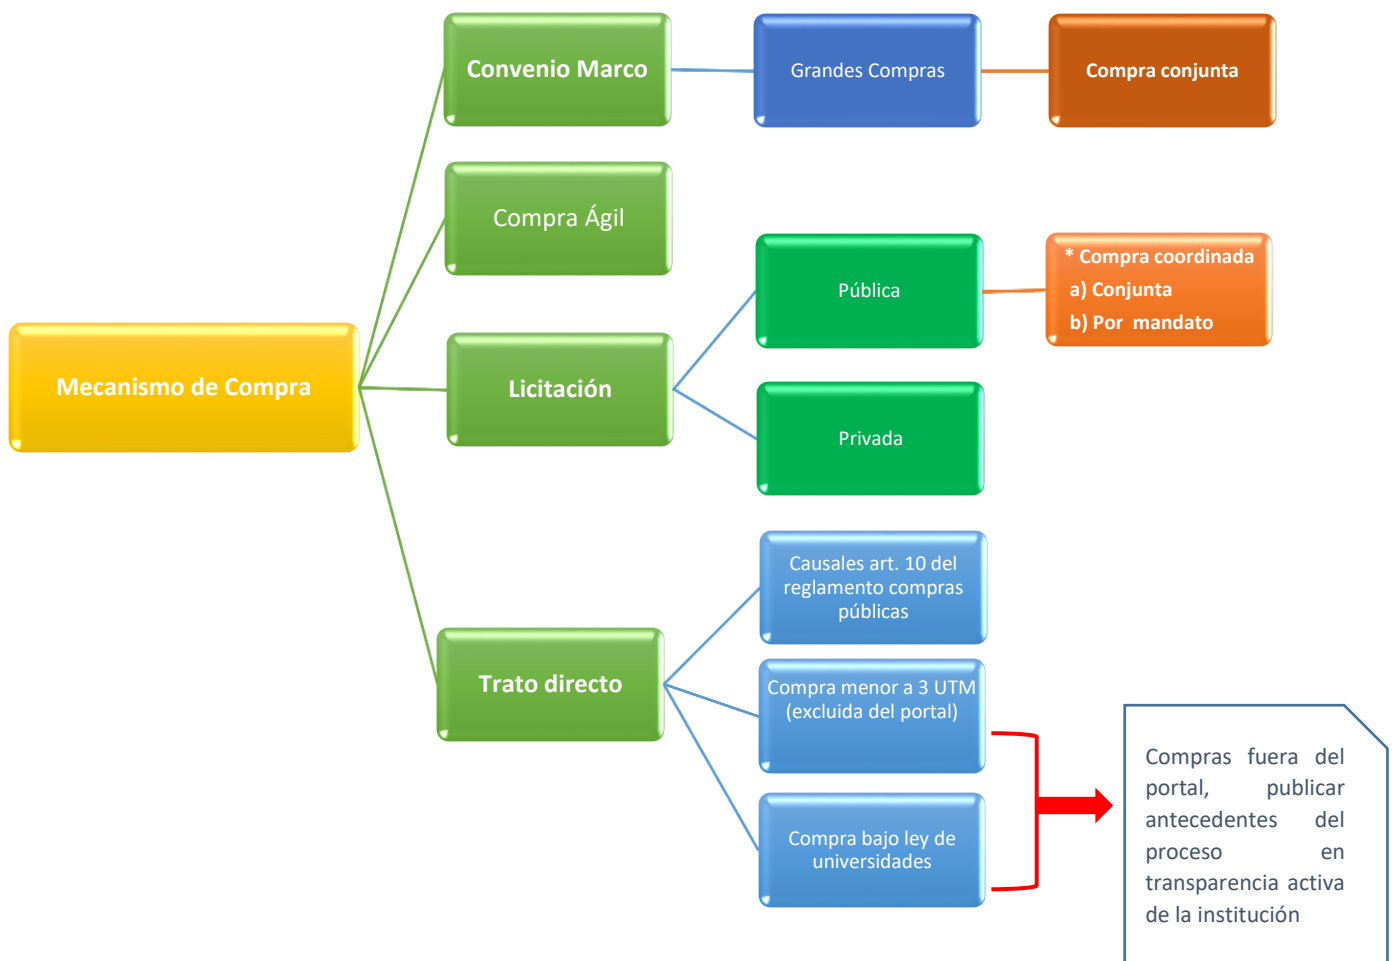 Convenio Marco
Grandes Compras
Compra conjunta
Compra Ágil
Mecanismo de Compra
Licitación
Pública
* Compra coordinada
a) Conjunta
b) Por mandato
Privada
Trato directo
Causales art. 10 del
reglamento compras
públicas
Compra menor a 3 UTM
(excluida del portal)
Compra bajo ley de
universidades
Compras fuera del
portal, publicar
antecedentes del
proceso en
transparencia activa
de la institución